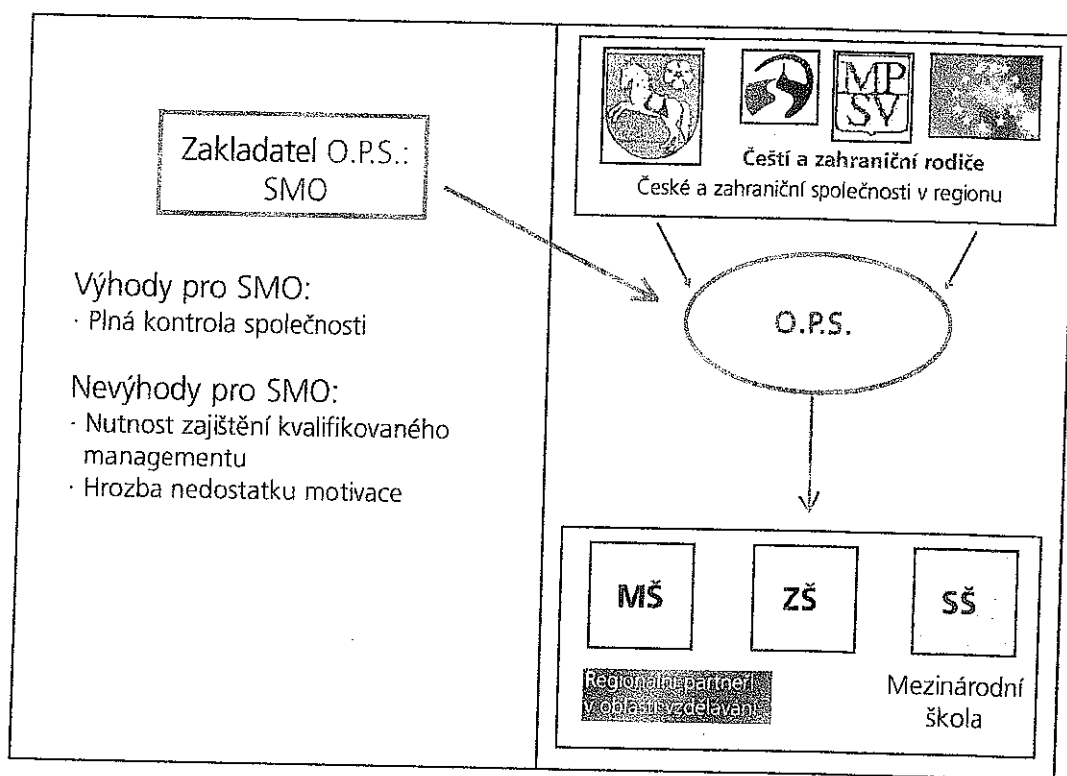 Zakladatel O.P.S.:
SMO
Výhody pro SMO:
· Plná kontrola společnosti
Nevýhody pro SMO:
· Nutnost zajištění kvalifikovaného
managementu
· Hrozba nedostatku motivace
MP
SV
Čeští a zahraniční rodiče
České a zahraniční společnosti v regionu
O.P.S.
MŠ
ZŠ
SŠ
Regionální partneři
v oblasti vzdělávání
Mezinárodní
škola